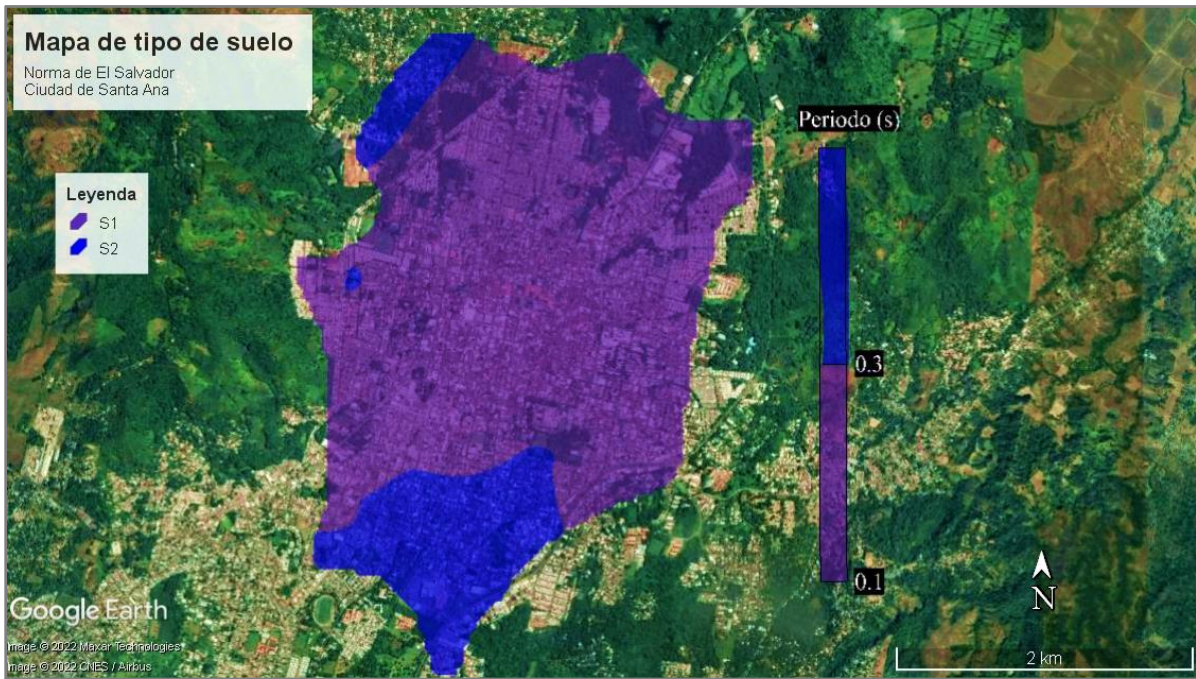 Mapa de tipo de suelo
Norma de El Salvador
Ciudad de Santa Ana
Leyenda
S1
S2
Periodo (s)
0.3
0.1
N
2 km
Google Earth
Image © 2022 Maxar Technologies
Image © 2022 CNES / Airbus